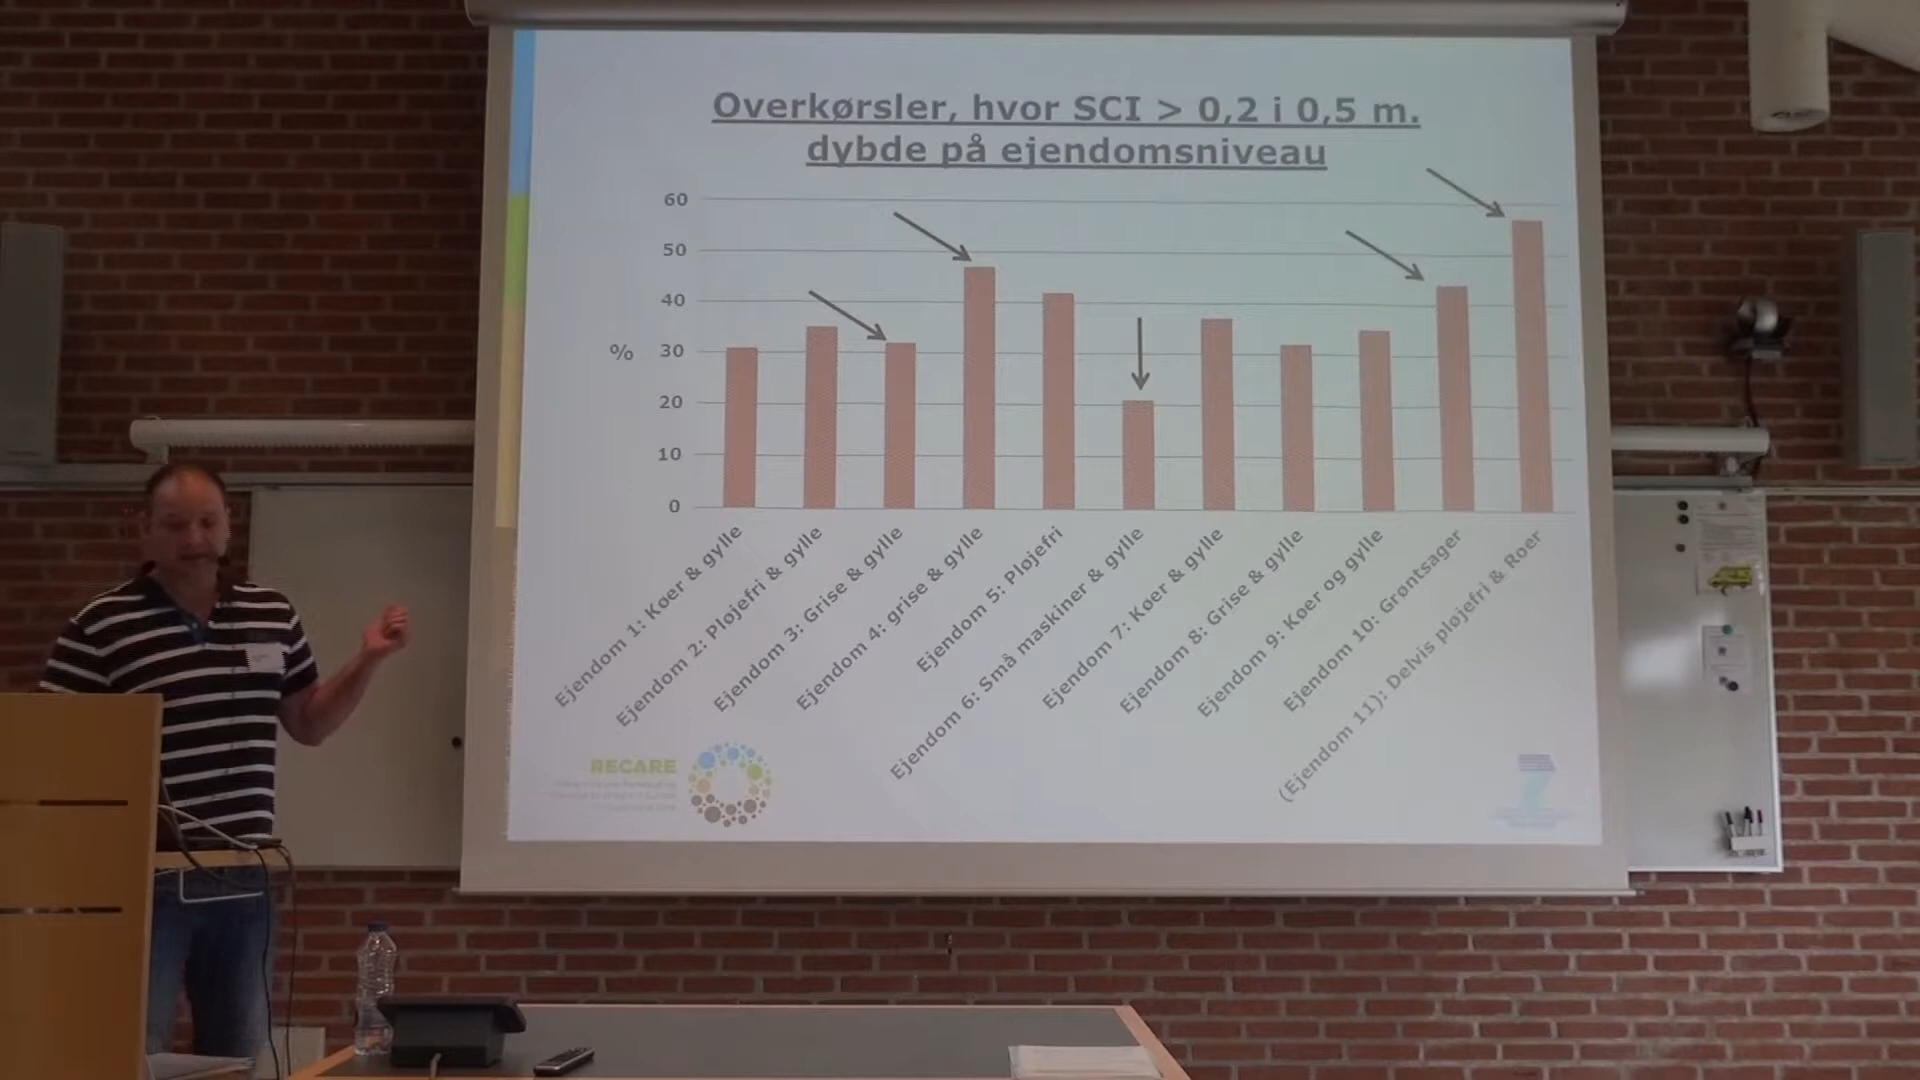 Overkørsler, hvor SCI > 0,2 i 0,5 m.
dybde på ejendomsniveau
60
50
40
30
20
10
0
%
Ejendom 1: Køer & gylle
Ejendom 2: Pløjefri & gylle
Ejendom 3: Grise & gylle
Ejendom 4: grise & gylle
Ejendom 5: Pløjefri
Ejendom 6: Små maskiner & gylle
Ejendom 7: Køer & gylle
Ejendom 8: Grise & gylle
Ejendom 9: Køer og gylle
Ejendom 10: Grøntsager
(Ejendom 11): Delvis pløjefri & Roer
RECARE